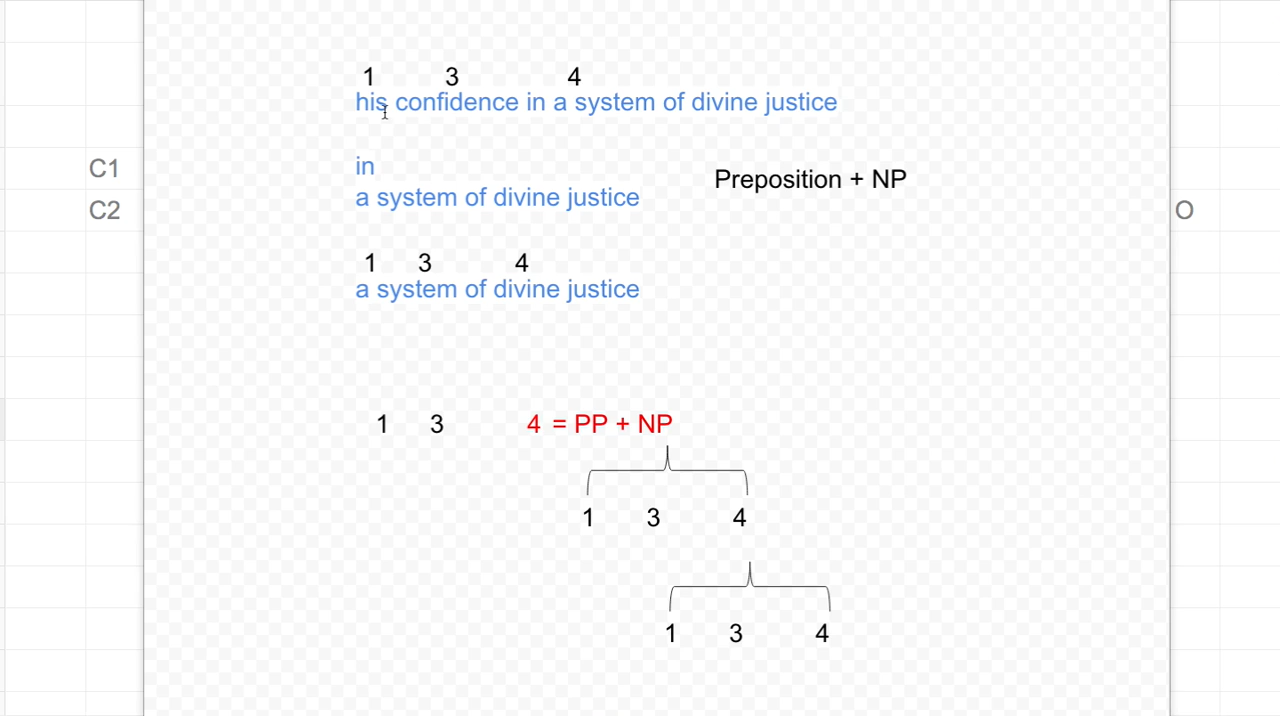 1 3 4
his confidence in a system of divine justice
in
C1
Preposition + NP
a system of divine justice
C2
O
1 3 4
a system of divine justice
1 3 4 = PP + NP
1 3 4
1 3 4